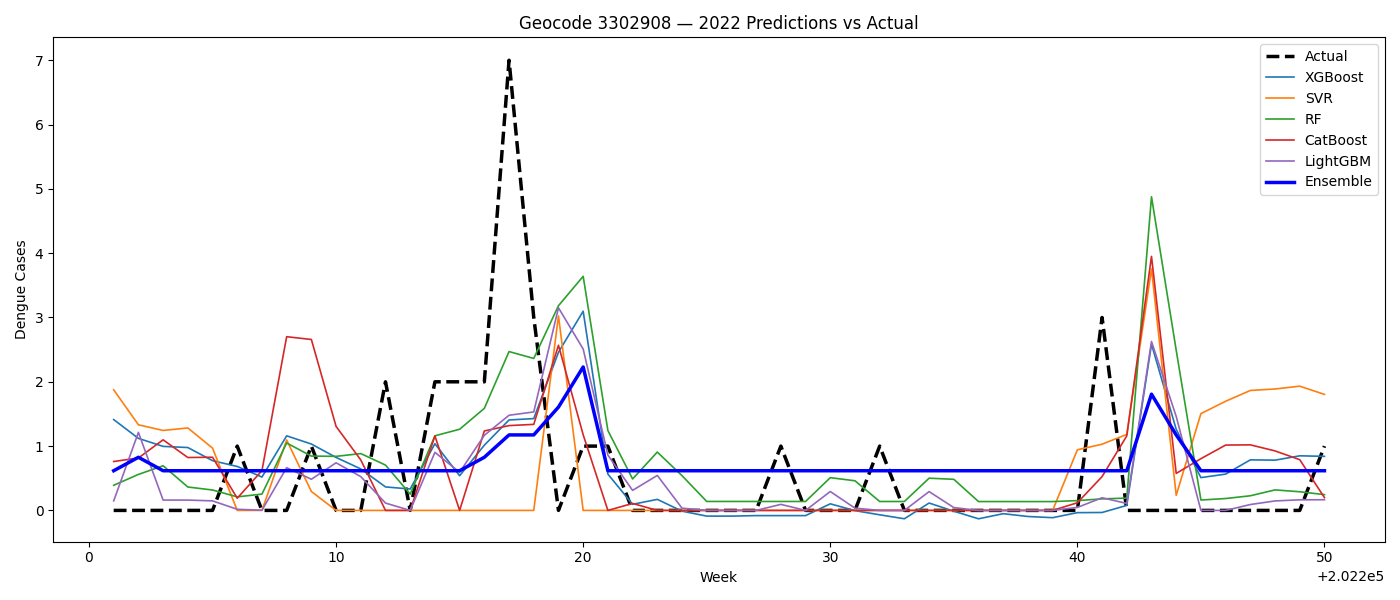 Geocode 3302908 — 2022 Predictions vs Actual
Dengue Cases
7
6
5
4
3
2
1
0
Actual
XGBoost
SVR
RF
CatBoost
LightGBM
Ensemble
0 10 20 30 40 50
+2.022e5
Week